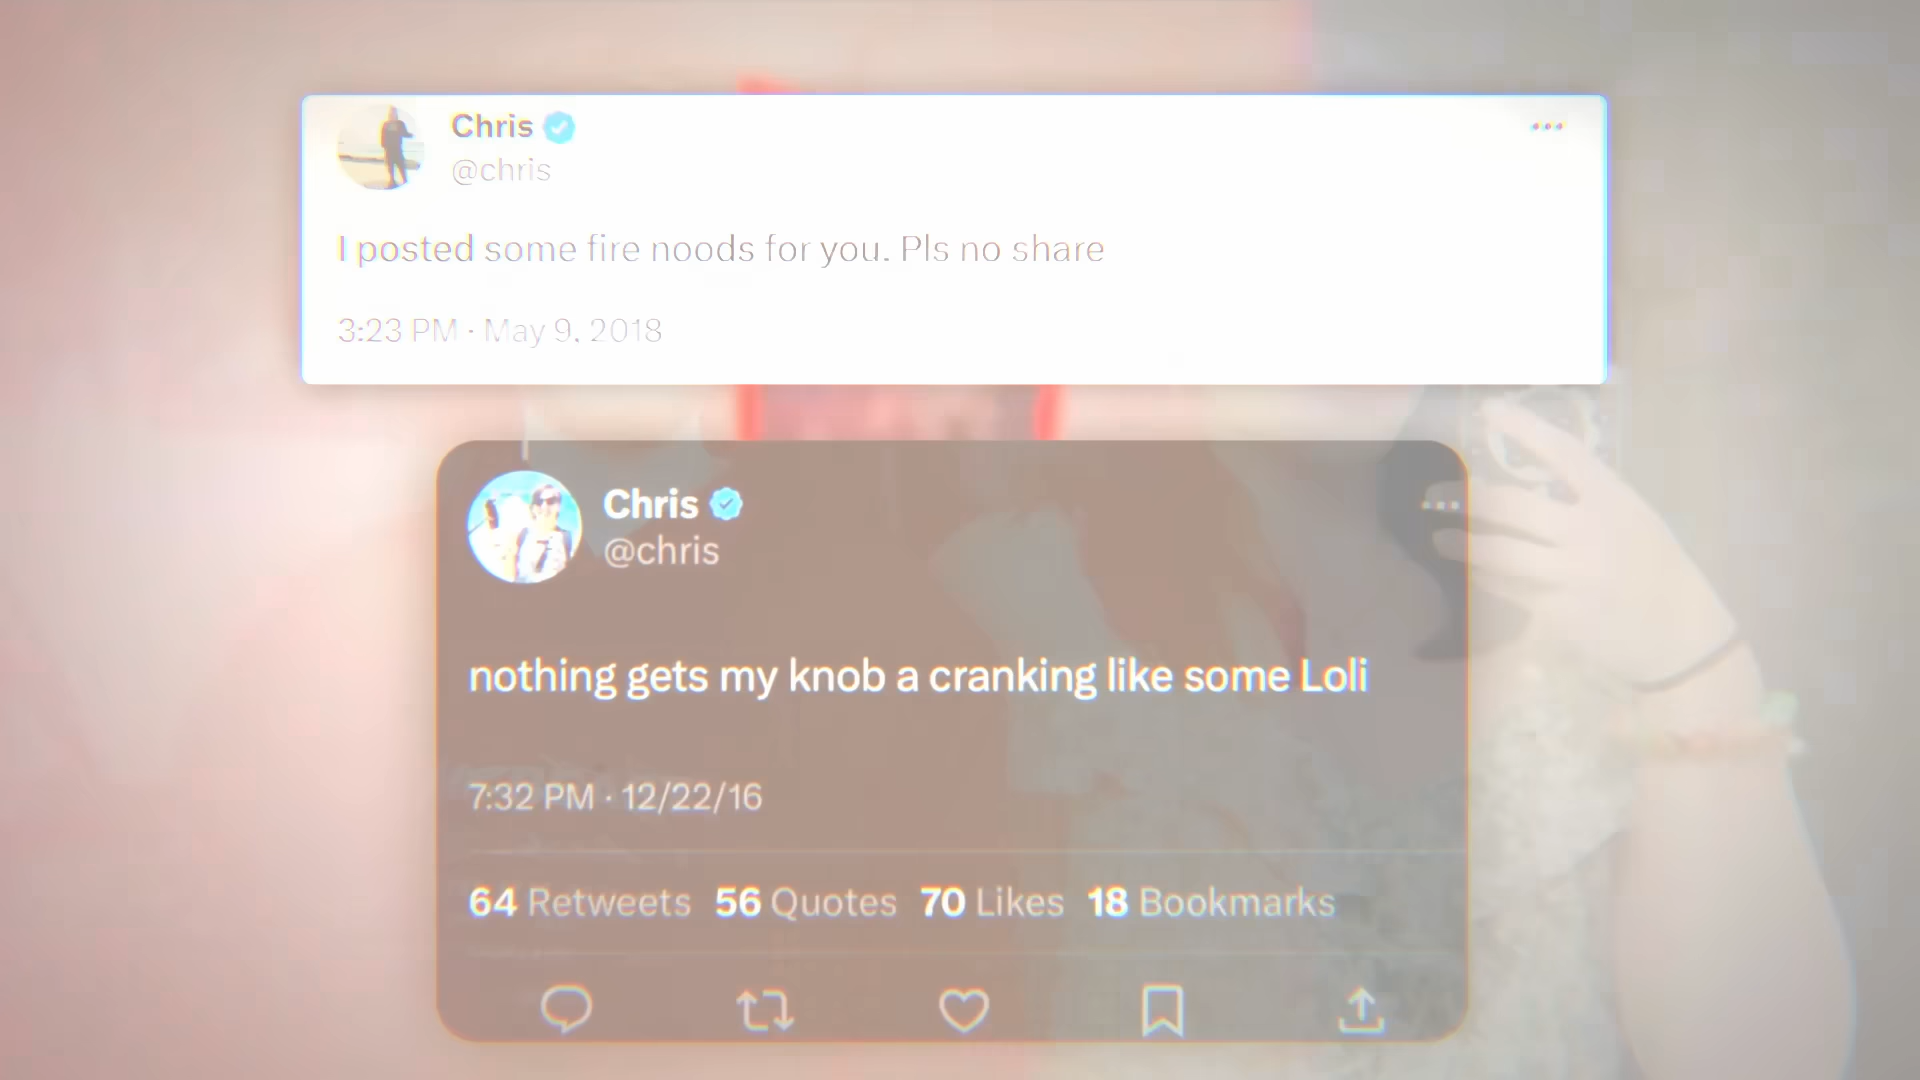 Chris
@chris
I posted some fire noods for you. Pls no share
3:23 PM · May 9, 2018
Chris
@chris
nothing gets my knob a cranking like some Loli
7:32 PM · 12/22/16
64 Retweets 56 Quotes 70 Likes 18 Bookmarks